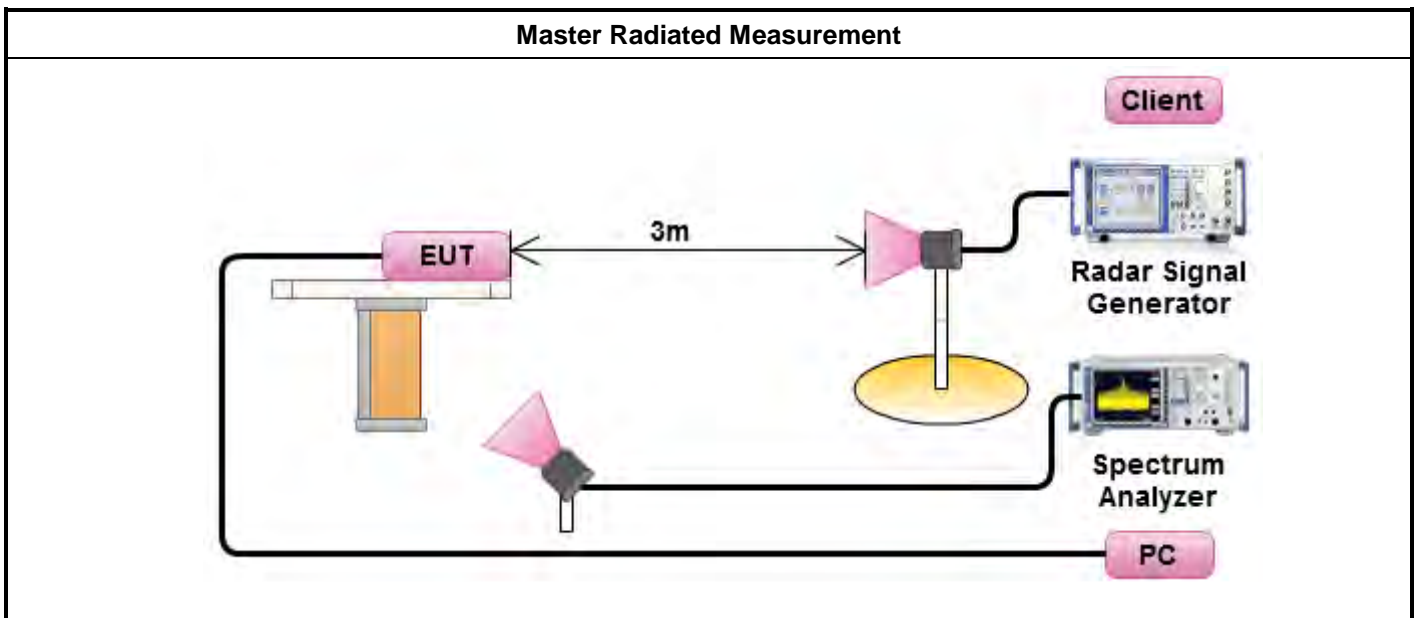 Master Radiated Measurement
Client
3m
EUT
Radar Signal
Generator
Spectrum
Analyzer
PC